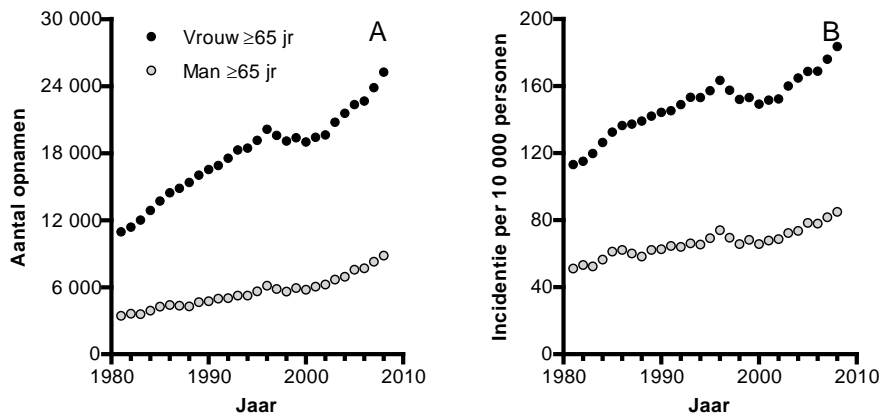 30 000
24 000
18 000
12 000
6 000
0
Aantal opnamen
Vrouw ≥65 jr
Man ≥65 jr
A
1980
1990
2000
2010
Jaar
200
160
120
80
40
0
Incidentie per 10 000 personen
B
1980
1990
2000
2010
Jaar